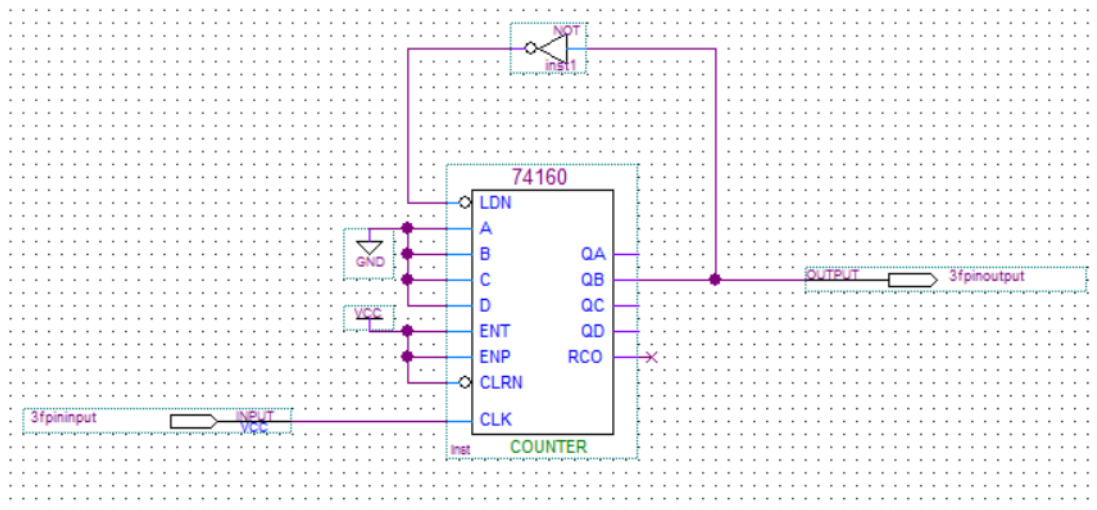 NOT
inst1
74160
LDN
A
B
C
D
ENT
ENP
CLRN
CLK
QA
QB
QC
QD
RCO
GND
VCC
OUTPUT
3fpinoutput
3fpininput
INPUT
VCC
inst
COUNTER